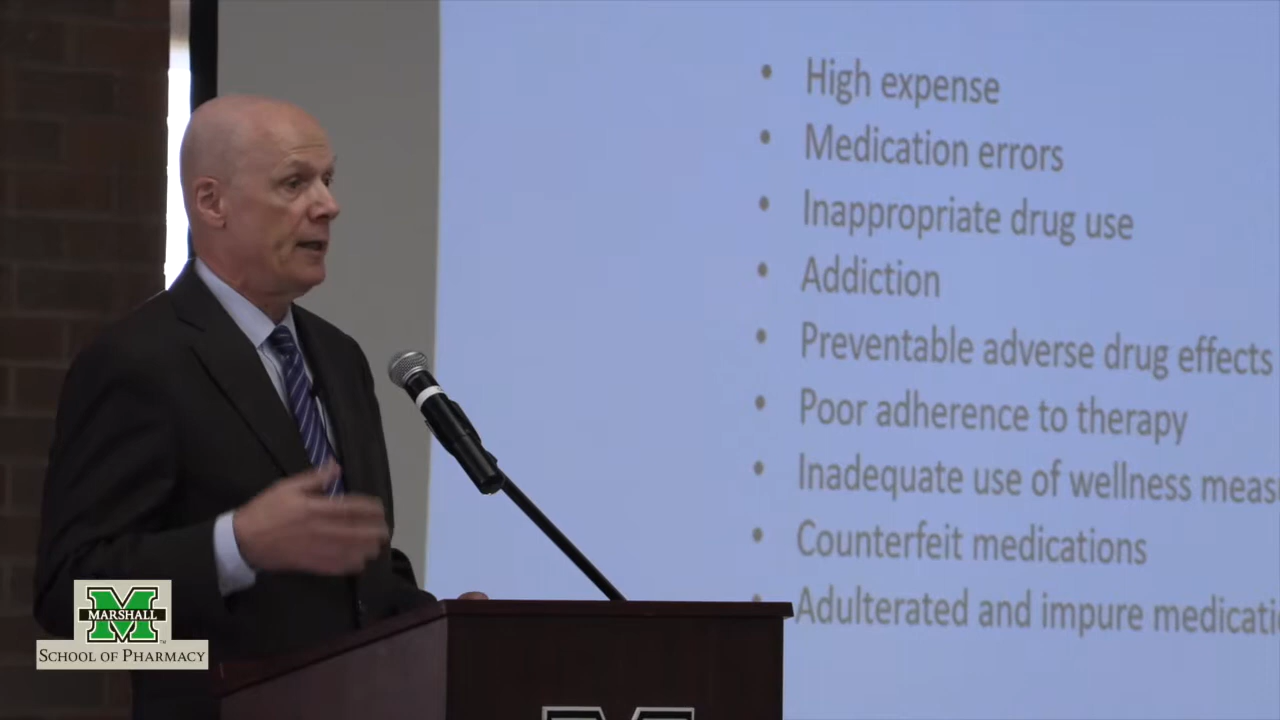 • High expense
• Medication errors
• Inappropriate drug use
• Addiction
• Preventable adverse drug effects
• Poor adherence to therapy
• Inadequate use of wellness meas
• Counterfeit medications
• Adulterated and impure medicati
M
MARSHALL
™
SCHOOL OF PHARMACY
M